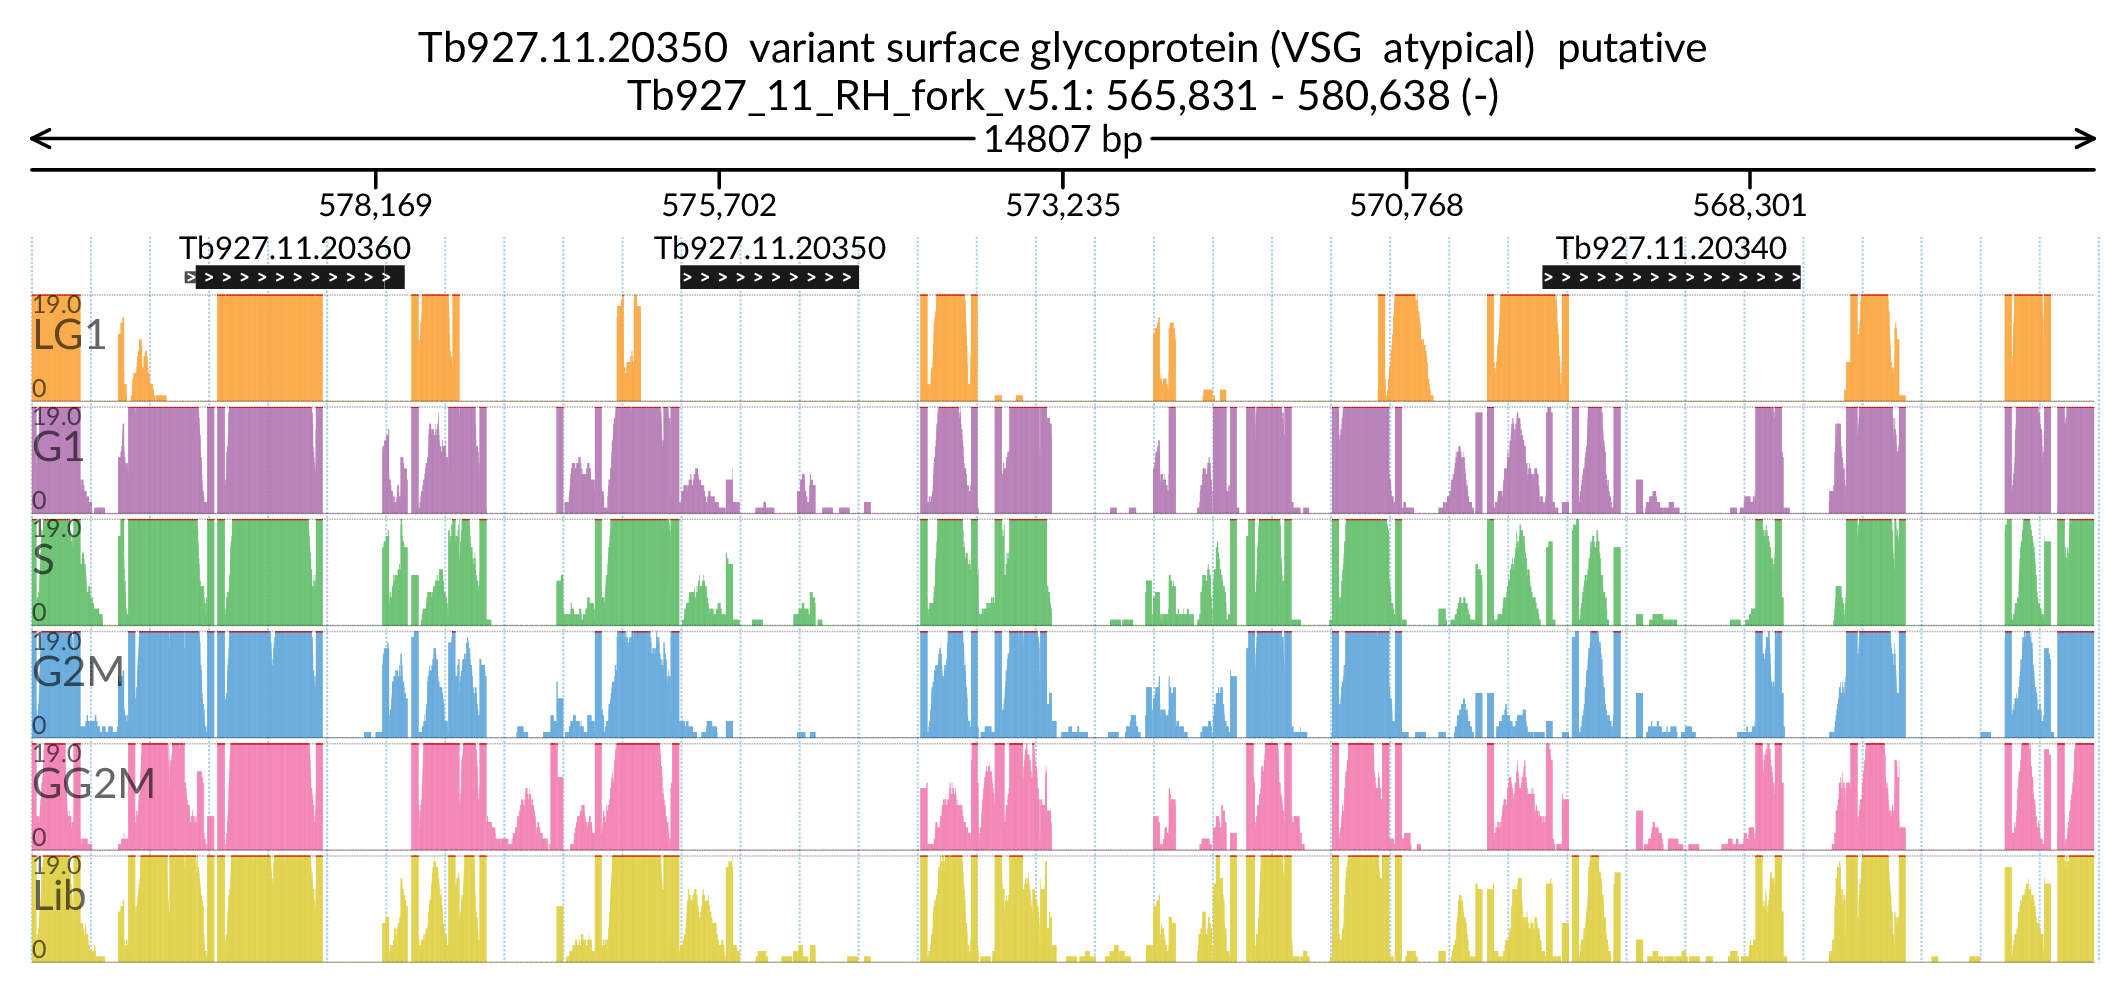 Tb927.11.20350 variant surface glycoprotein (VSG atypical) putative
Tb927_11_RH_fork_v5.1: 565,831 - 580,638 (-)
14807 bp
578,169 575,702 573,235 570,768 568,301
Tb927.11.20360 Tb927.11.20350 Tb927.11.20340
19.0
LG1
0
19.0
G1
0
19.0
S
0
19.0
G2M
0
19.0
GG2M
0
19.0
Lib
0